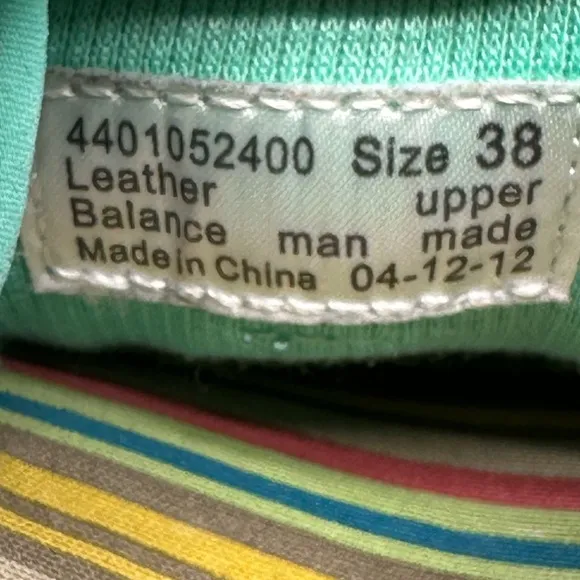 4401052400 Size 38
Leather upper
Balance man made
Made in China 04-12-12